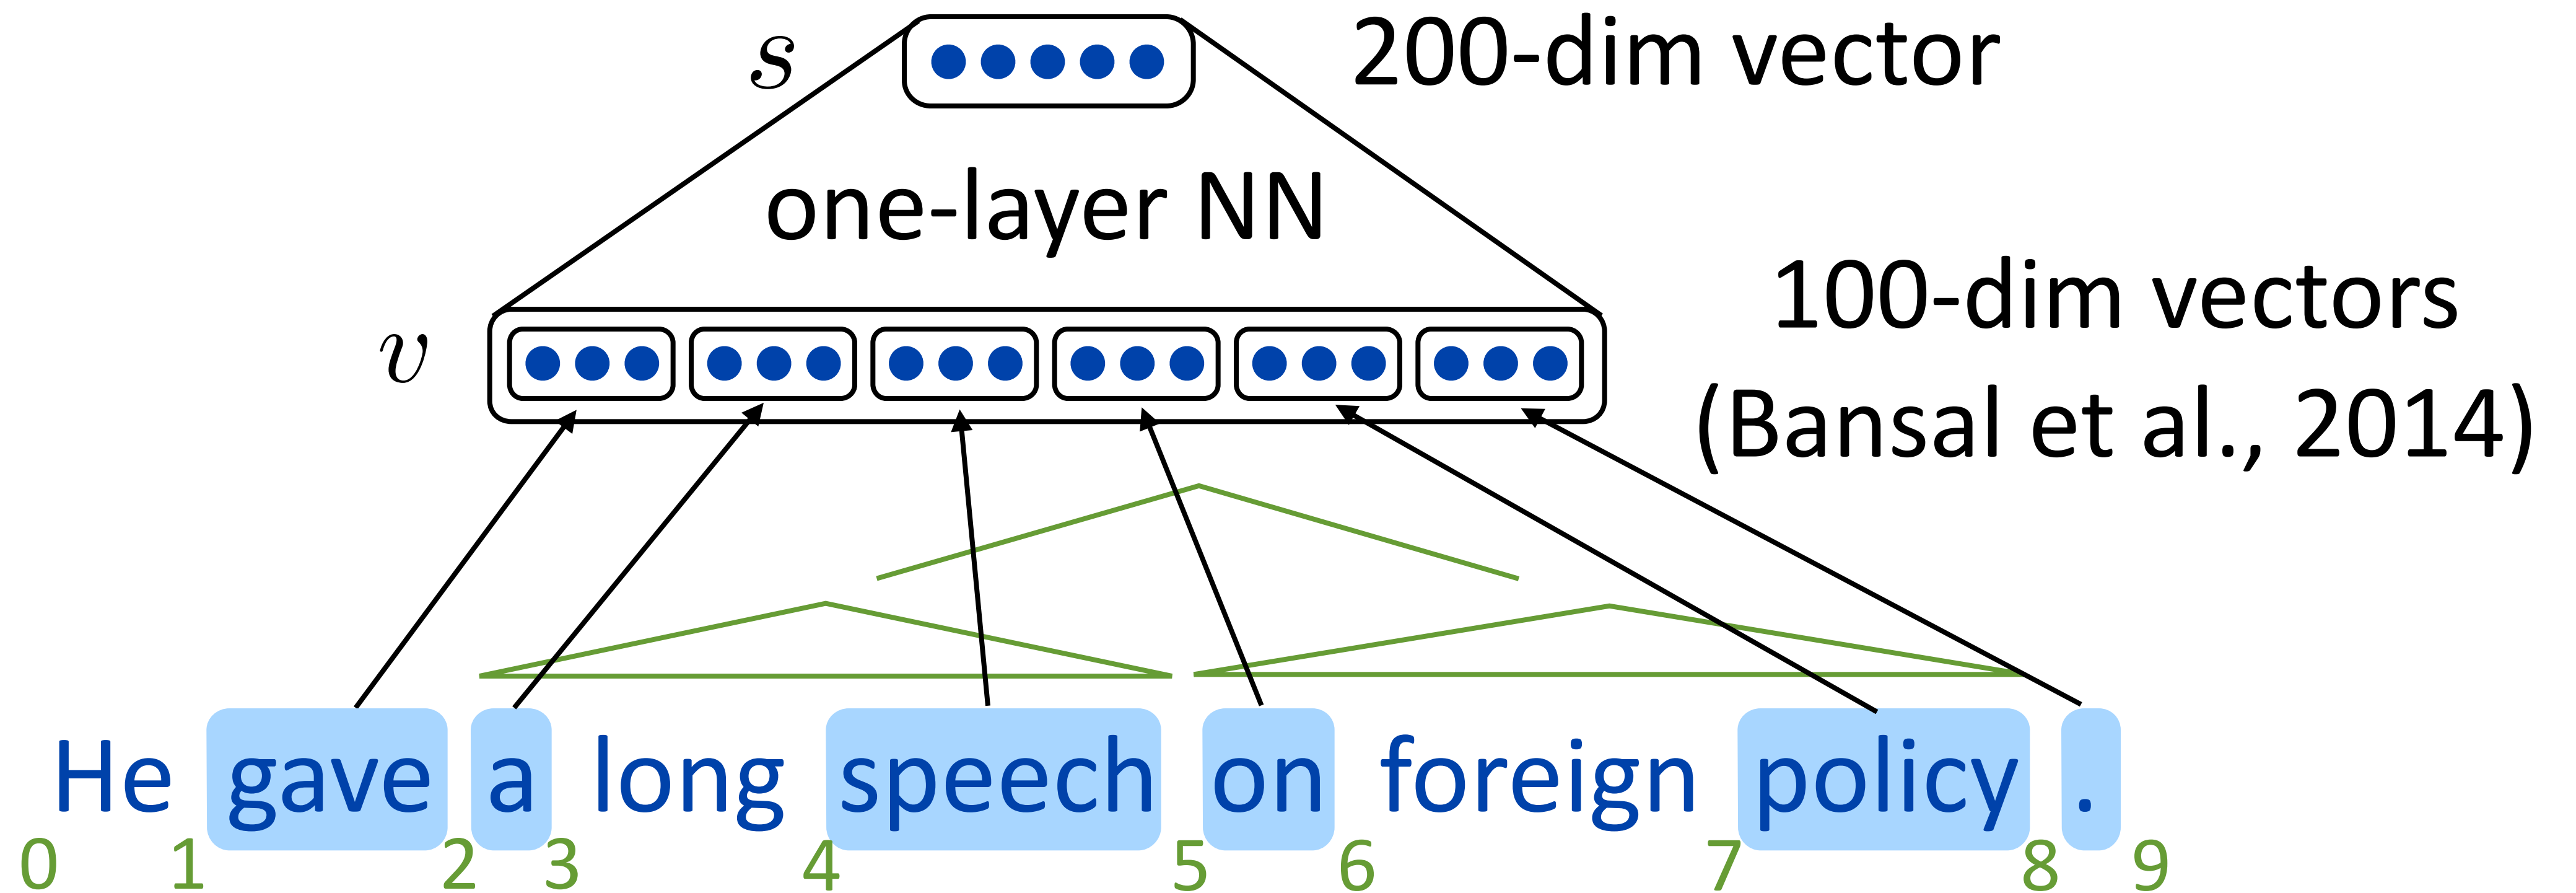 s 200-dim vector
one-layer NN
v 100-dim vectors
(Bansal et al., 2014)
He gave a long speech on foreign policy .
0 1 2 3 4 5 6 7 8 9